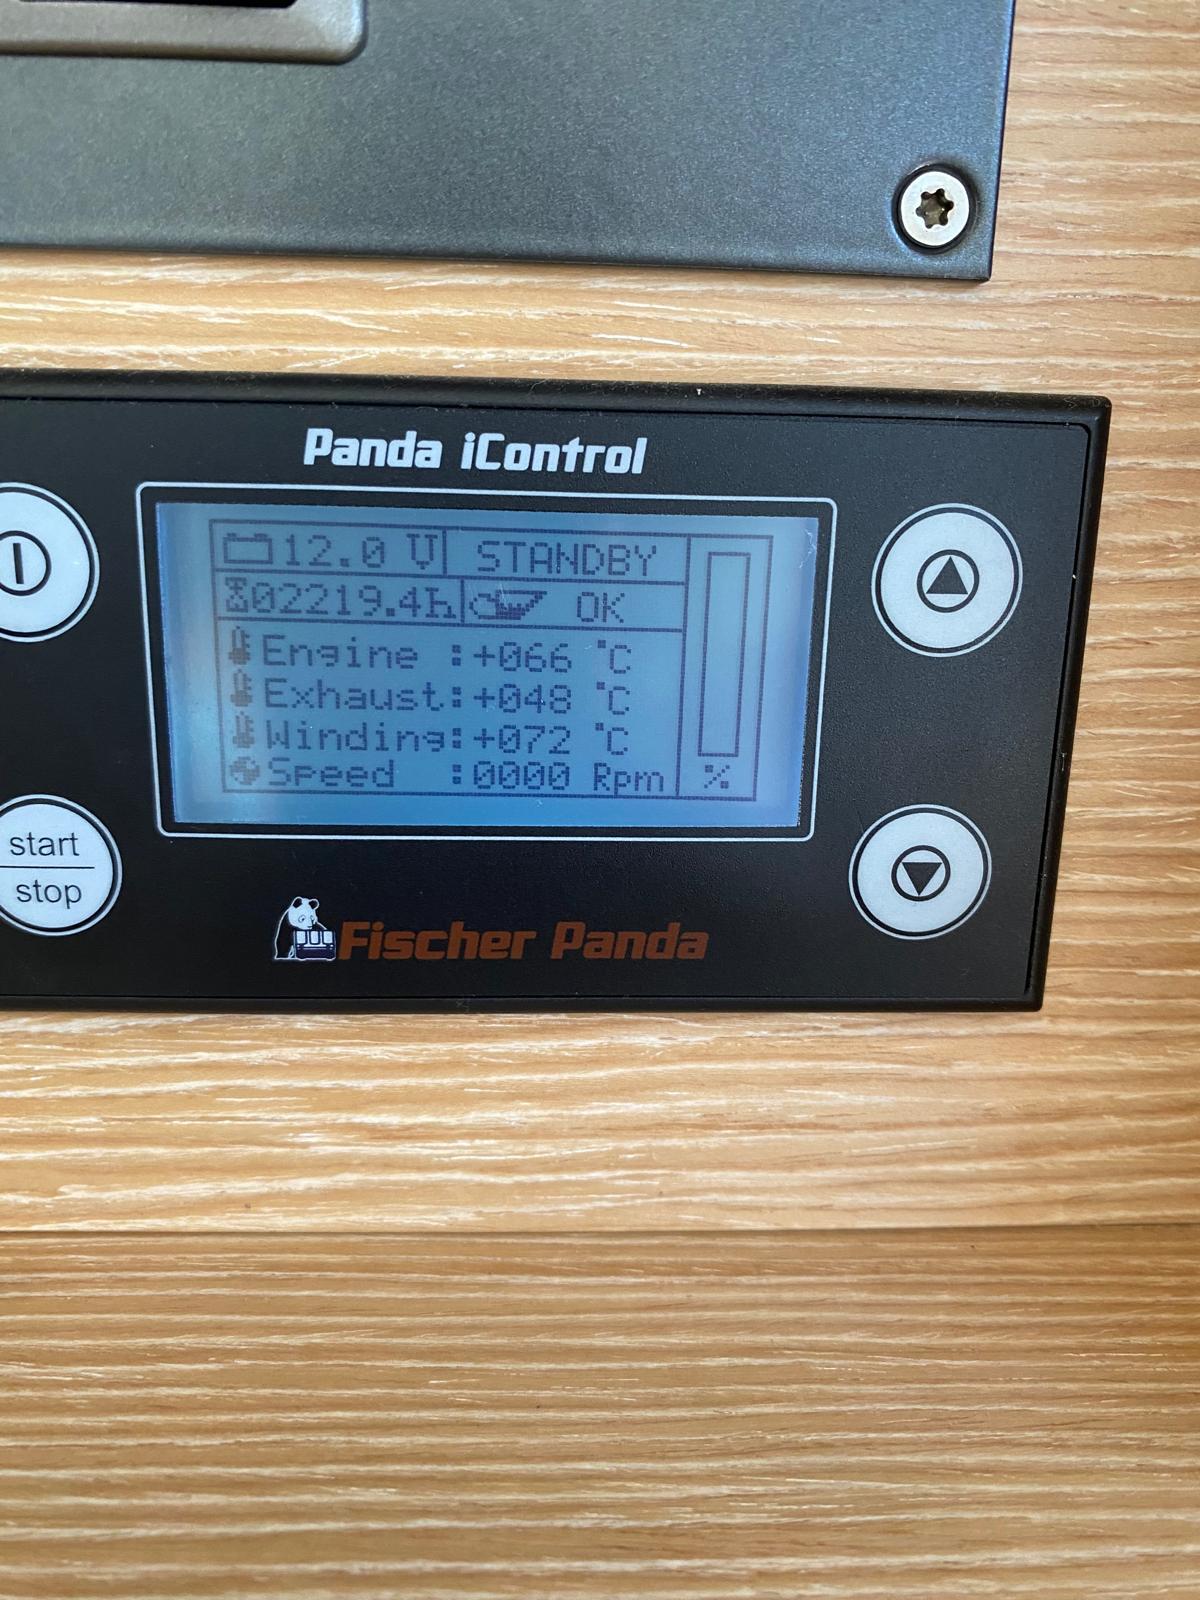 Panda iControl
12.0 V STANDBY
02219.4h OK
Engine :+066 °C
Exhaust:+048 °C
Winding:+072 °C
Speed :0000 Rpm %
start
stop
Fischer Panda